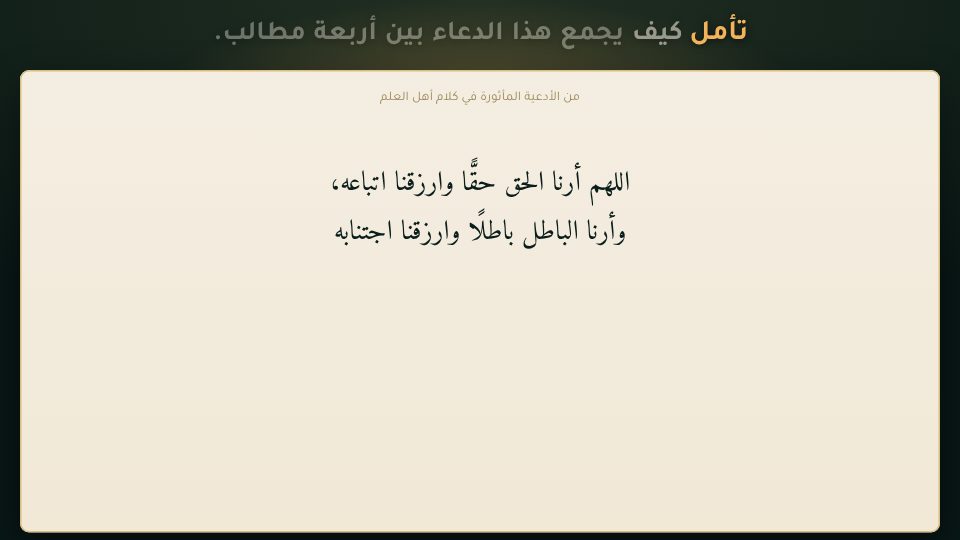 تأمل كيف يجمع هذا الدعاء بين أربعة مطالب.
من الأدعية المأثورة في كلام أهل العلم
اللهم أرنا الحق حقًّا وارزقنا اتباعه،
وأرنا الباطل باطلًا وارزقنا اجتنابه